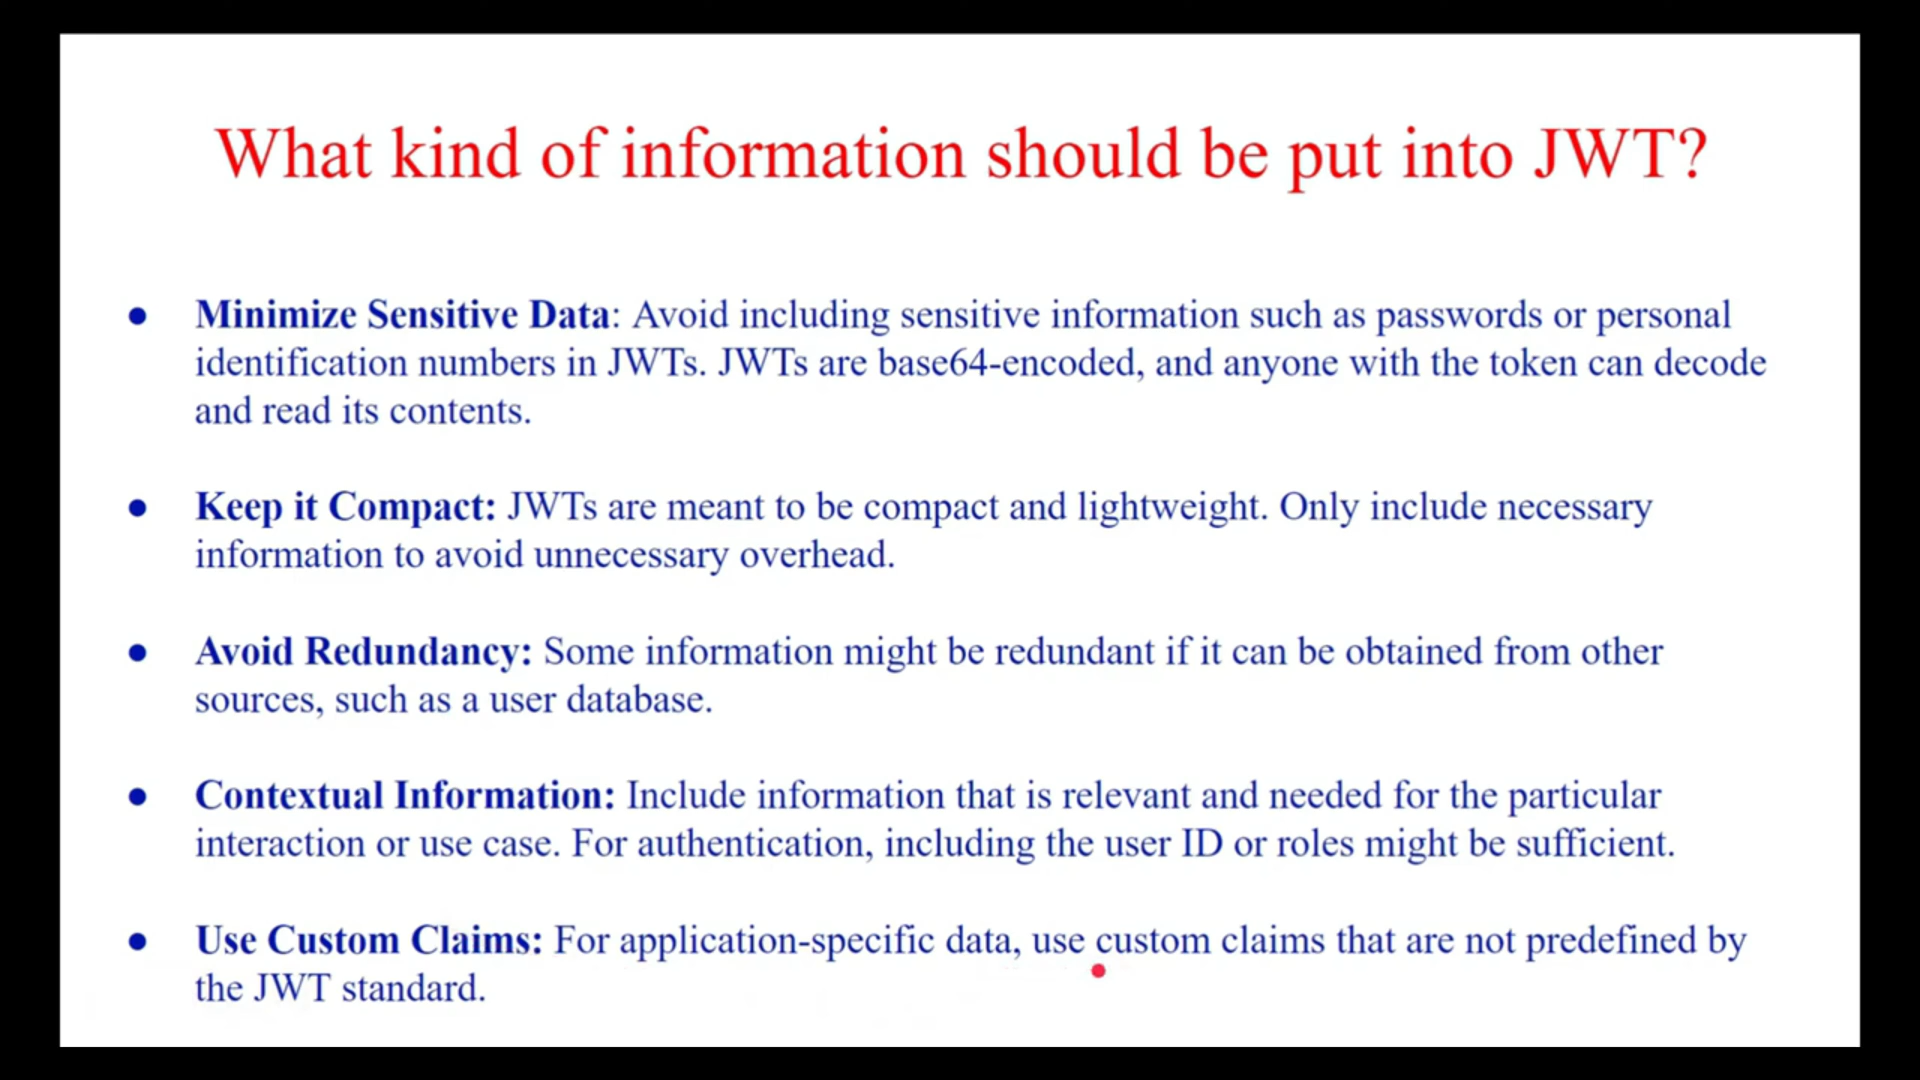 What kind of information should be put into JWT?
● Minimize Sensitive Data: Avoid including sensitive information such as passwords or personal
identification numbers in JWTs. JWTs are base64-encoded, and anyone with the token can decode
and read its contents.
● Keep it Compact: JWTs are meant to be compact and lightweight. Only include necessary
information to avoid unnecessary overhead.
● Avoid Redundancy: Some information might be redundant if it can be obtained from other
sources, such as a user database.
● Contextual Information: Include information that is relevant and needed for the particular
interaction or use case. For authentication, including the user ID or roles might be sufficient.
● Use Custom Claims: For application-specific data, use custom claims that are not predefined by
the JWT standard.